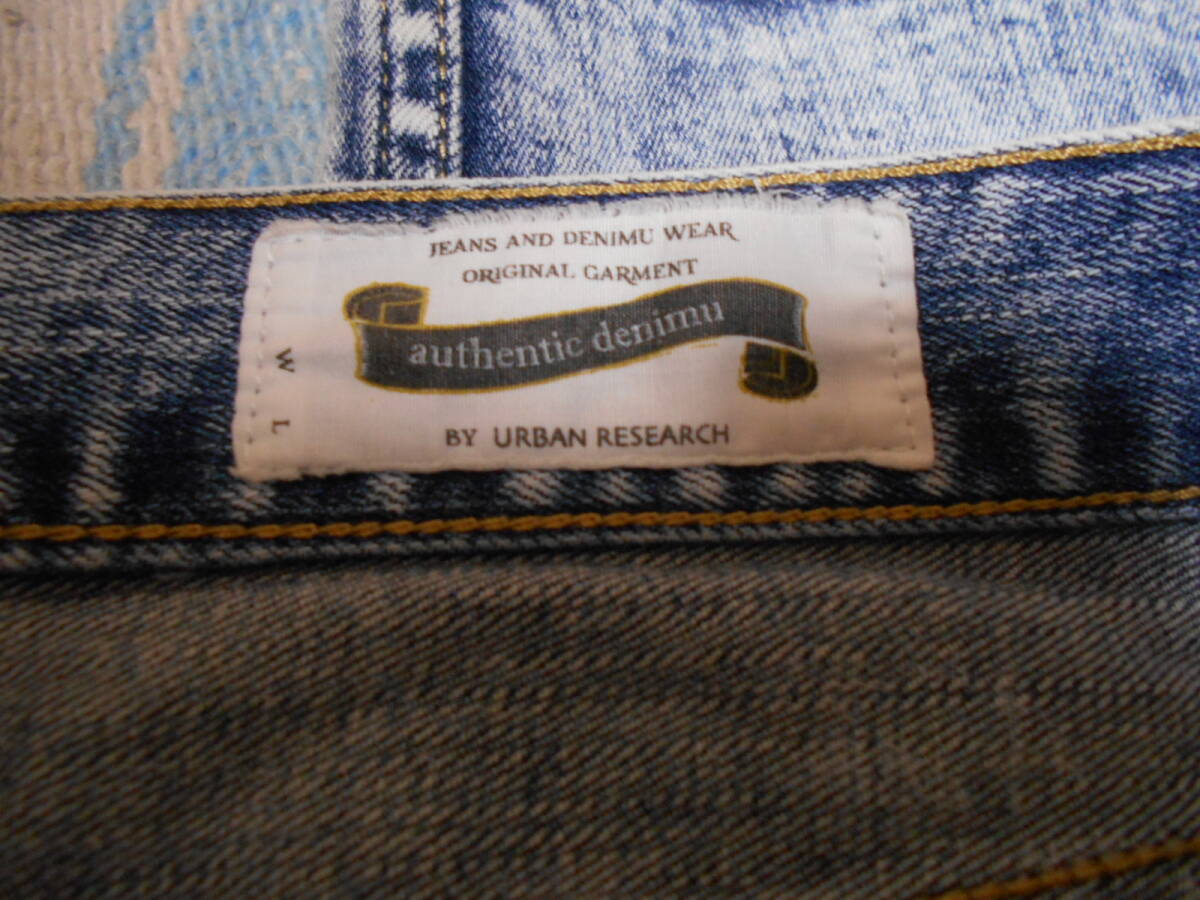 JEANS AND DENIMU WEAR
ORIGINAL GARMENT
authentic denimu
BY URBAN RESEARCH
W L